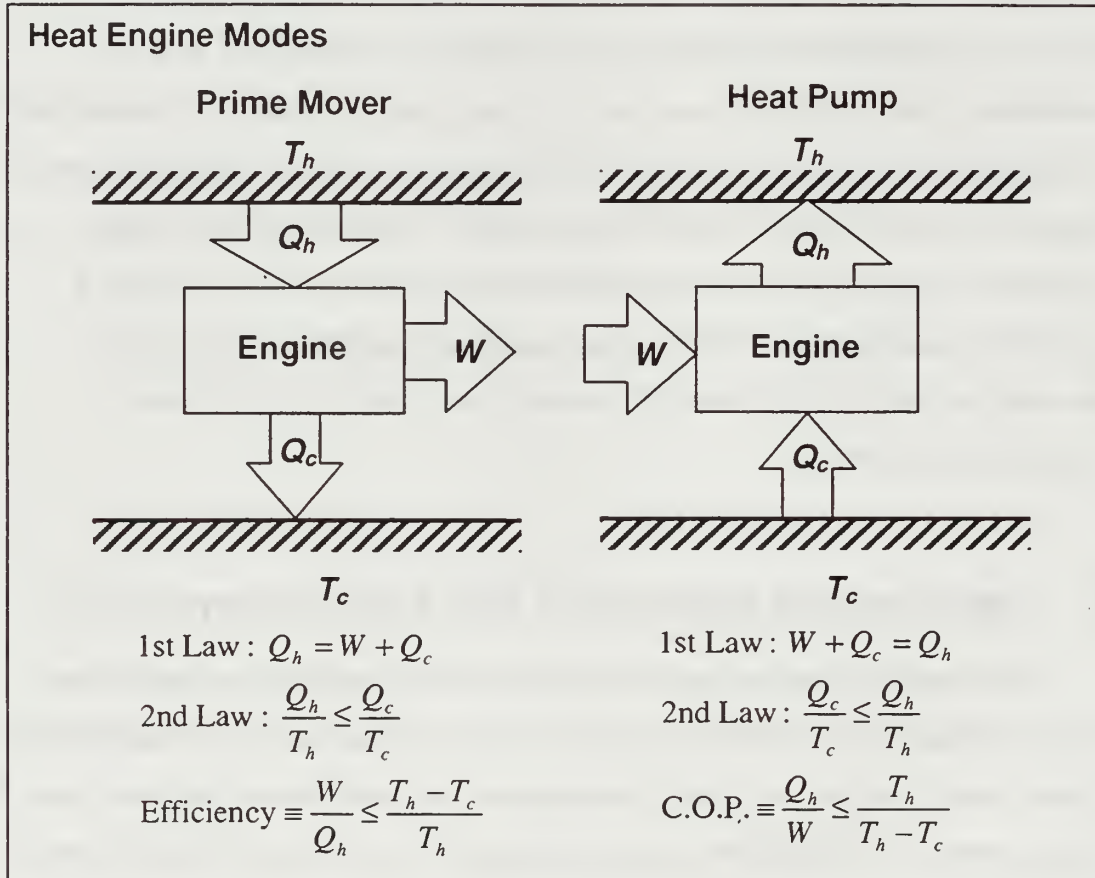 Heat Engine Modes
Prime Mover
T_h
Q_h
Engine
W
Q_c
T_c
1st Law : Q_h = W + Q_c
2nd Law : Q_h/T_h ≤ Q_c/T_c
Efficiency ≡ W/Q_h ≤ (T_h − T_c)/T_h
Heat Pump
T_h
Q_h
W
Engine
Q_c
T_c
1st Law : W + Q_c = Q_h
2nd Law : Q_c/T_c ≤ Q_h/T_h
C.O.P. ≡ Q_h/W ≤ T_h/(T_h − T_c)